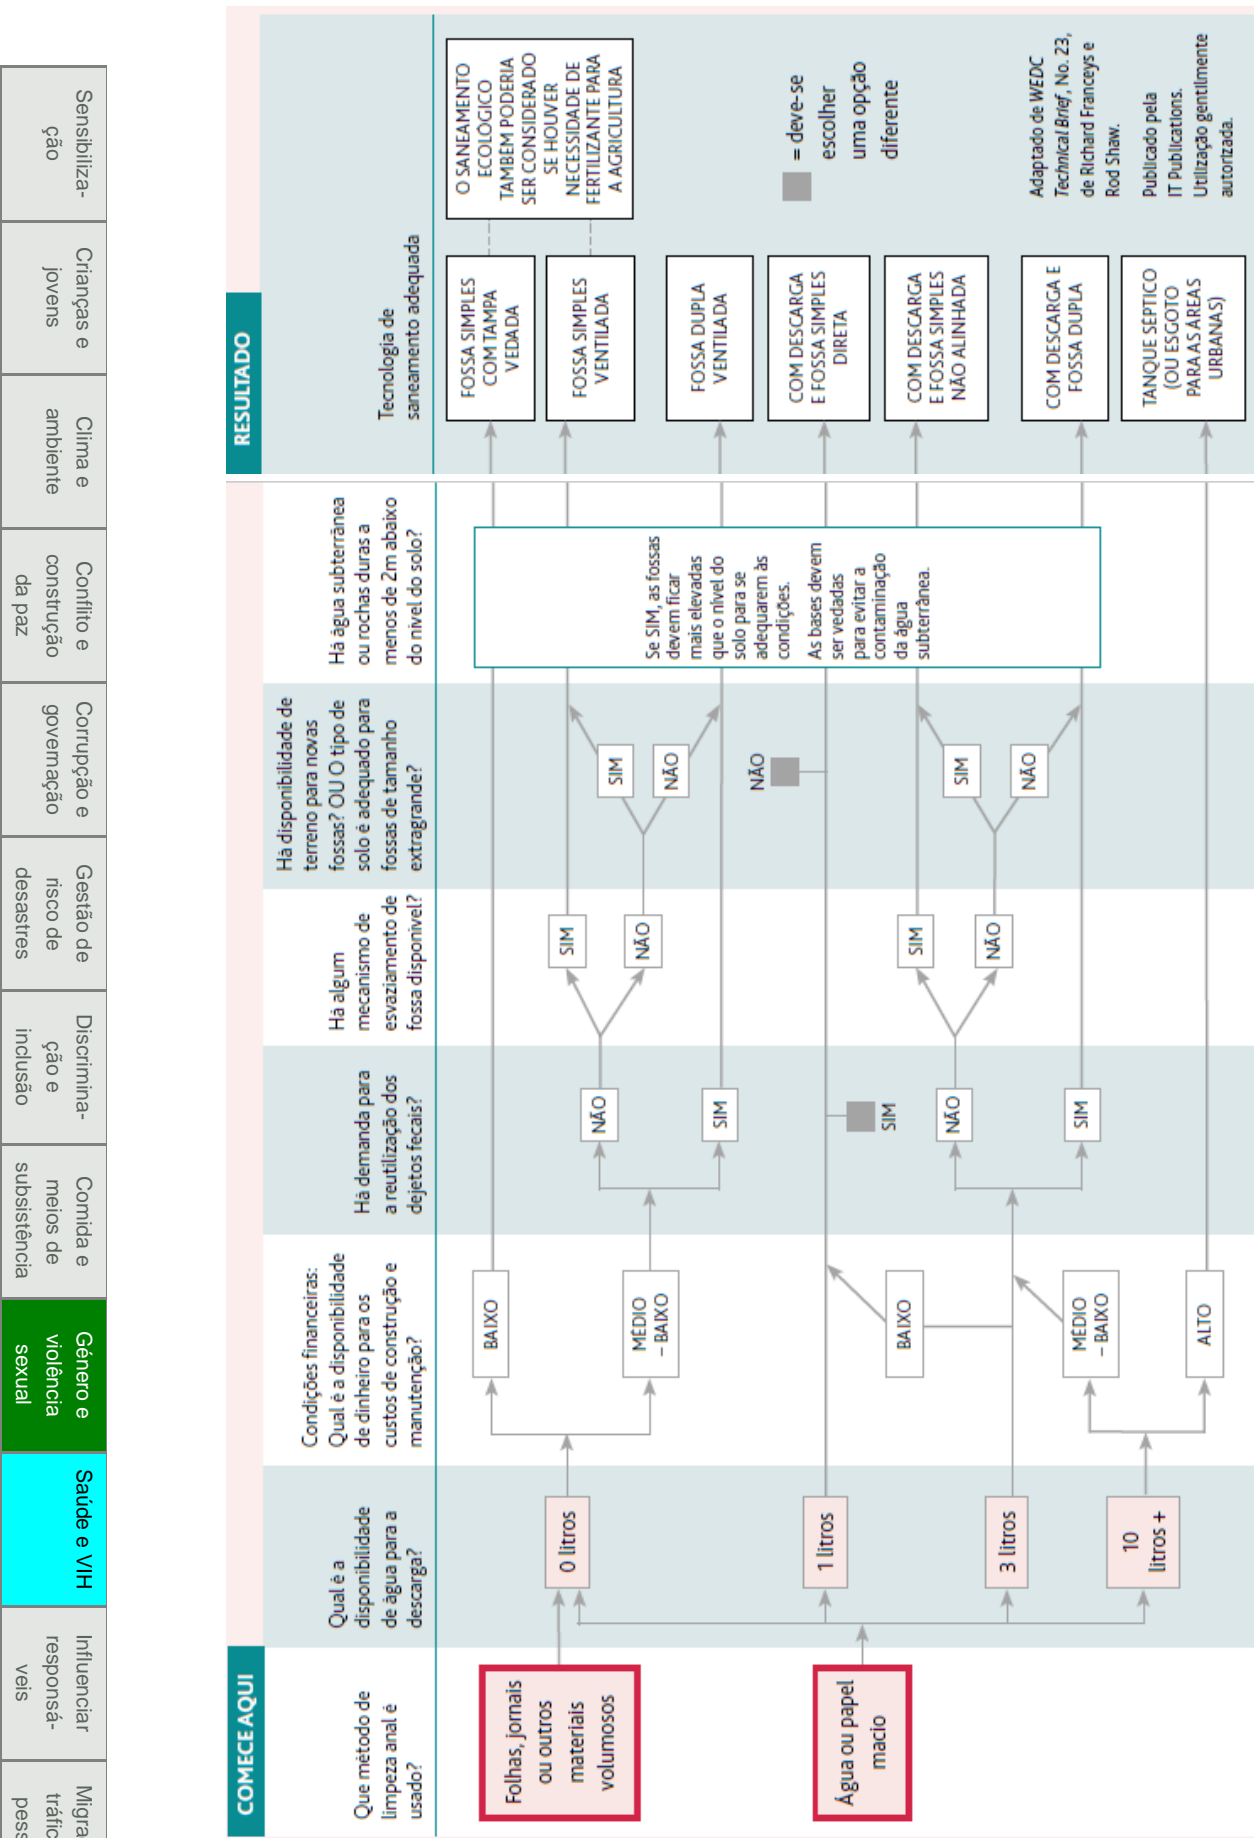 Sensibiliza-
ção
Crianças e
jovens
Clima e
ambiente
Conflito e
construção
da paz
Corrupção e
governação
Gestão de
risco de
desastres
Discrimina-
ção e
inclusão
Comida e
meios de
subsistência
Género e
violência
sexual
Saúde e VIH
Influenciar
responsá-
veis
COMECE AQUI
Que método de
limpeza anal é
usado?
Folhas, jornais
ou outros
materiais
volumosos
Água ou papel
macio
Qual é a
disponibilidade
de água para a
descarga?
0 litros
1 litros
3 litros
10
litros +
Condições financeiras:
Qual é a disponibilidade
de dinheiro para os
custos de construção e
manutenção?
BAIXO
MÉDIO
– BAIXO
BAIXO
MÉDIO
– BAIXO
ALTO
Há demanda para
a reutilização dos
dejetos fecais?
NÃO
SIM
SIM
NÃO
SIM
Há algum
mecanismo de
esvaziamento de
fossa disponível?
SIM
NÃO
SIM
NÃO
Há disponibilidade de
terreno para novas
fossas? OU O tipo de
solo é adequado para
fossas de tamanho
extragrande?
SIM
NÃO
NÃO
SIM
NÃO
Há água subterrânea
ou rochas duras a
menos de 2m abaixo
do nível do solo?
Se SIM, as fossas
devem ficar
mais elevadas
que o nível do
solo para se
adequarem às
condições.
As bases devem
ser vedadas
para evitar a
contaminação
da água
subterrânea.
RESULTADO
Tecnologia de
saneamento adequada
FOSSA SIMPLES
COM TAMPA
VEDADA
FOSSA SIMPLES
VENTILADA
FOSSA DUPLA
VENTILADA
COM DESCARGA
E FOSSA SIMPLES
DIRETA
COM DESCARGA
E FOSSA SIMPLES
NÃO ALINHADA
COM DESCARGA E
FOSSA DUPLA
TANQUE SÉPTICO
(OU ESGOTO
PARA AS ÁREAS
URBANAS)
O SANEAMENTO
ECOLÓGICO
TAMBÉM PODERIA
SER CONSIDERADO
SE HOUVER
NECESSIDADE DE
FERTILIZANTE PARA
A AGRICULTURA
= deve-se
escolher
uma opção
diferente
Adaptado de WEDC
Technical Brief, No. 23,
de Richard Franceys e
Rod Shaw.
Publicado pela
IT Publications.
Utilização gentilmente
autorizada.